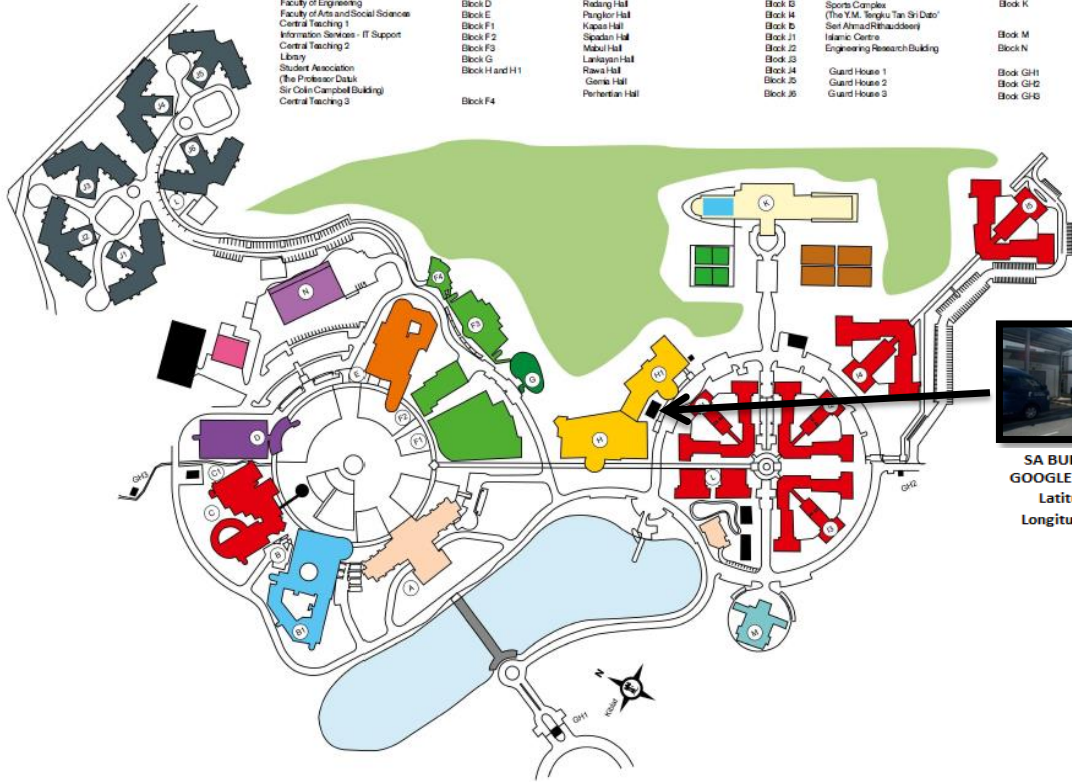 Faculty of Engineering Block D
Faculty of Arts and Social Sciences Block E
Central Teaching 1 Block F1
Information Services - IT Support Block F2
Central Teaching 2 Block F3
Library Block G
Student Association Block H and H1
(The Professor Datuk
Sir Colin Campbell Building)
Central Teaching 3 Block F4
Redang Hall Block I3
Pangkor Hall Block I4
Kapas Hall Block I5
Sipadan Hall Block J1
Mabul Hall Block J2
Lankayan Hall Block J3
Rawa Hall Block J4
Gemia Hall Block J5
Perhentian Hall Block J6
Sports Complex Block K
(The Y.M. Tengku Tan Sri Dato'
Seri Ahmad Rithauddeen)
Islamic Centre Block M
Engineering Research Building Block N
Guard House 1 Block GH1
Guard House 2 Block GH2
Guard House 3 Block GH3
J5
J4
J6
J3
L
J2
J1
K
I5
N
F4
F3
E
G
H1
I4
F2
F1
H
D
C1
GH3
C
L
GH2
I3
B
A
B1
M
N
Kiblat
GH1
SA BUI
GOOGLE
Latit
Longitu